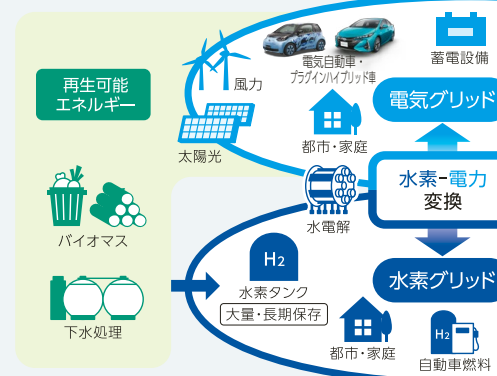 再生可能
エネルギー
風力
太陽光
電気自動車・
プラグインハイブリッド車
蓄電設備
電気グリッド
都市・家庭
水素-電力
変換
水電解
バイオマス
下水処理
H2
水素タンク
大量・長期保存
水素グリッド
都市・家庭
H2
自動車燃料